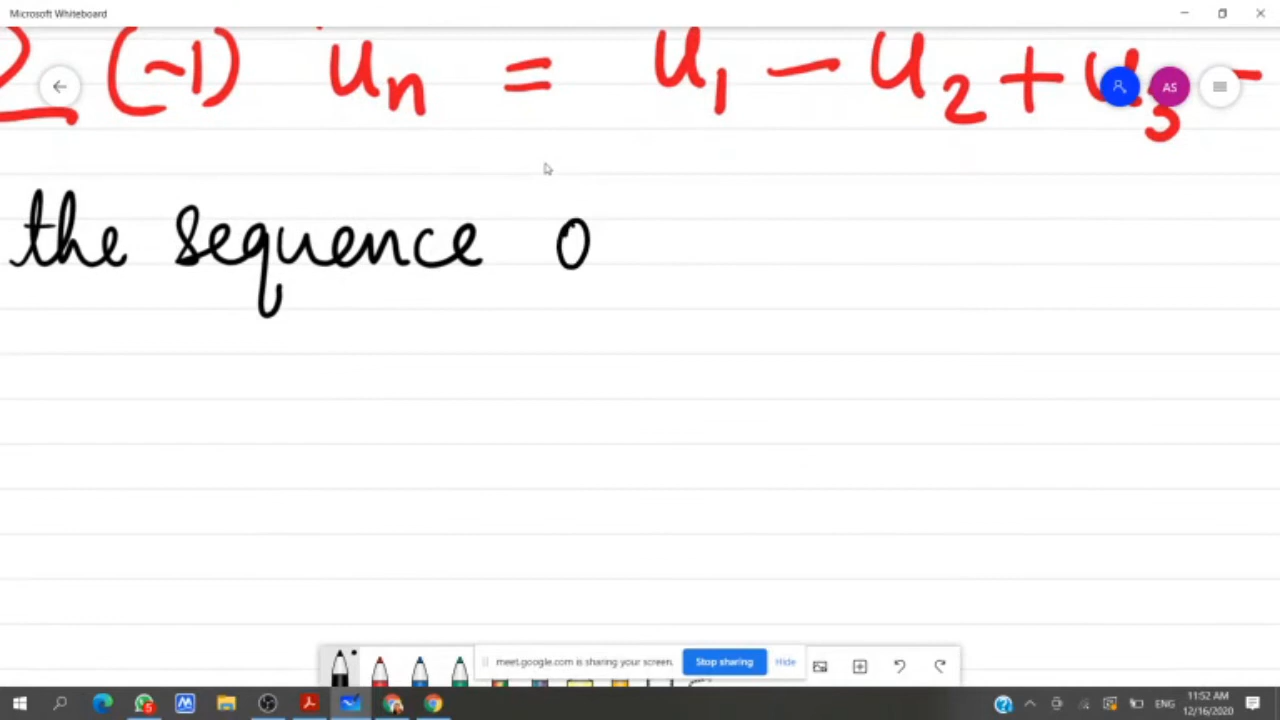 Microsoft Whiteboard
(-1) un = u1 - u2 + u3 -
AS
the sequence o
meet.google.com is sharing your screen. Stop sharing Hide
11:52 AM
ENG
12/16/2020